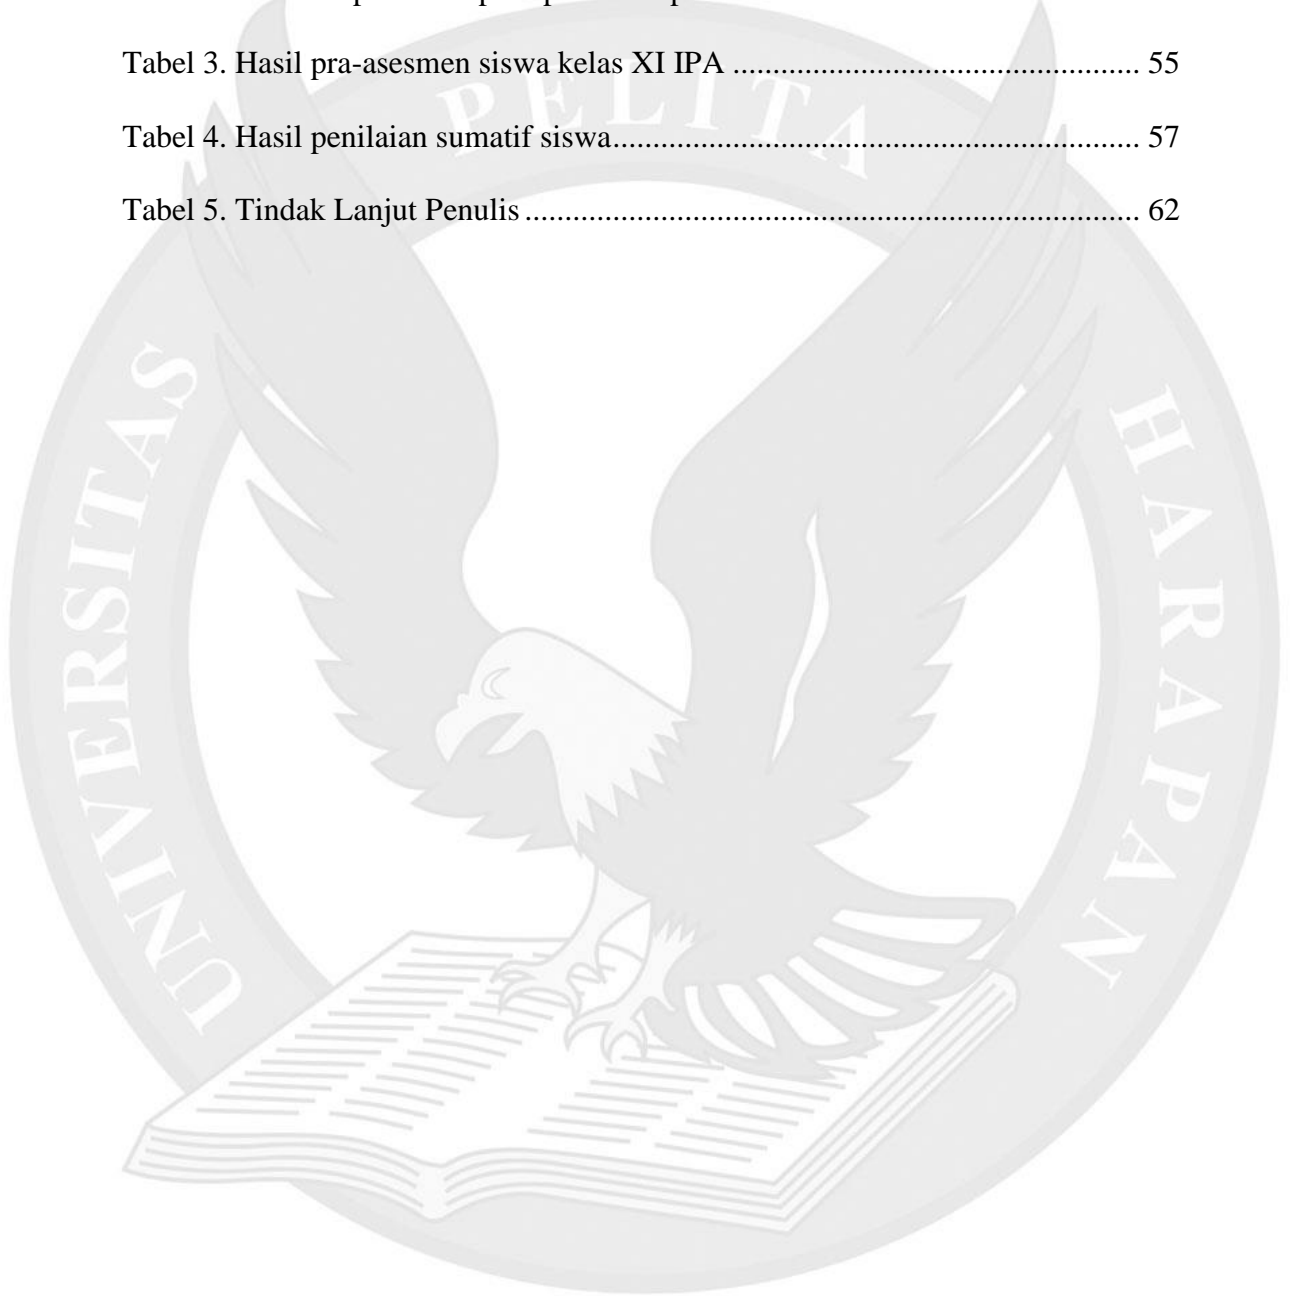 Tabel 3. Hasil pra-asesmen siswa kelas XI IPA ................................................... 55
Tabel 4. Hasil penilaian sumatif siswa.................................................................. 57
Tabel 5. Tindak Lanjut Penulis ............................................................................. 62
UNIVERSITAS PELITA HARAPAN